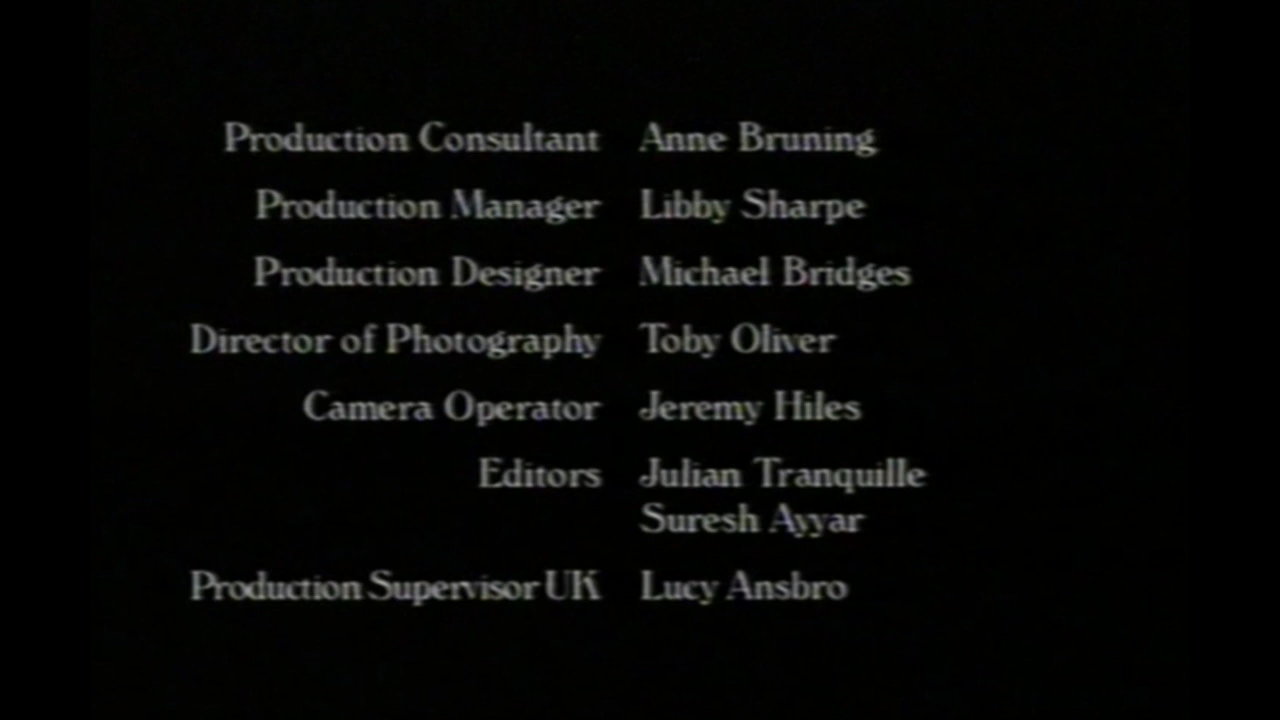 Production Consultant Anne Bruning
Production Manager Libby Sharpe
Production Designer Michael Bridges
Director of Photography Toby Oliver
Camera Operator Jeremy Hiles
Editors Julian Tranquille
Suresh Ayyar
Production Supervisor UK Lucy Ansbro